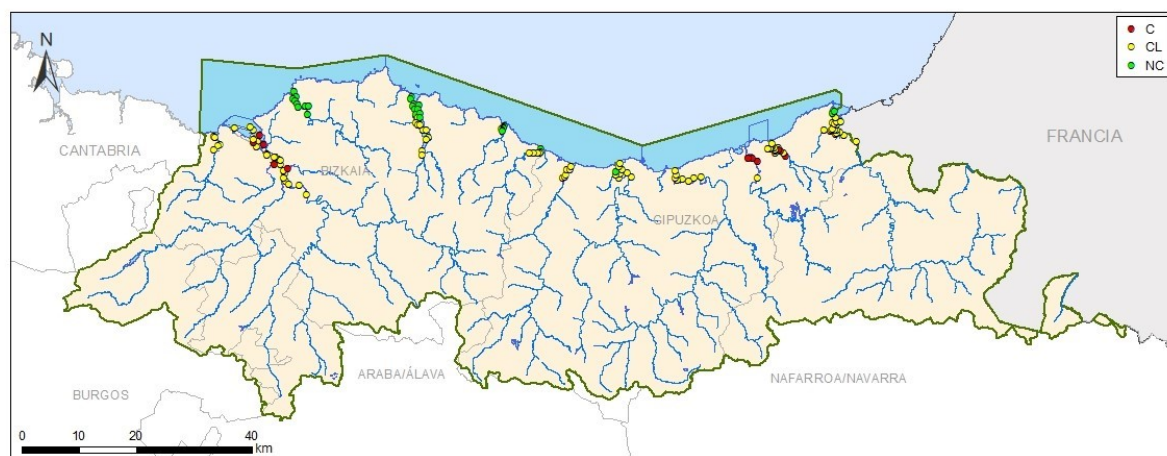 N
C
CL
NC
CANTABRIA
BIZKAIA
GIPUZKOA
FRANCIA
ARABA/ÁLAVA
NAFARROA/NAVARRA
BURGOS
0 10 20 40
km